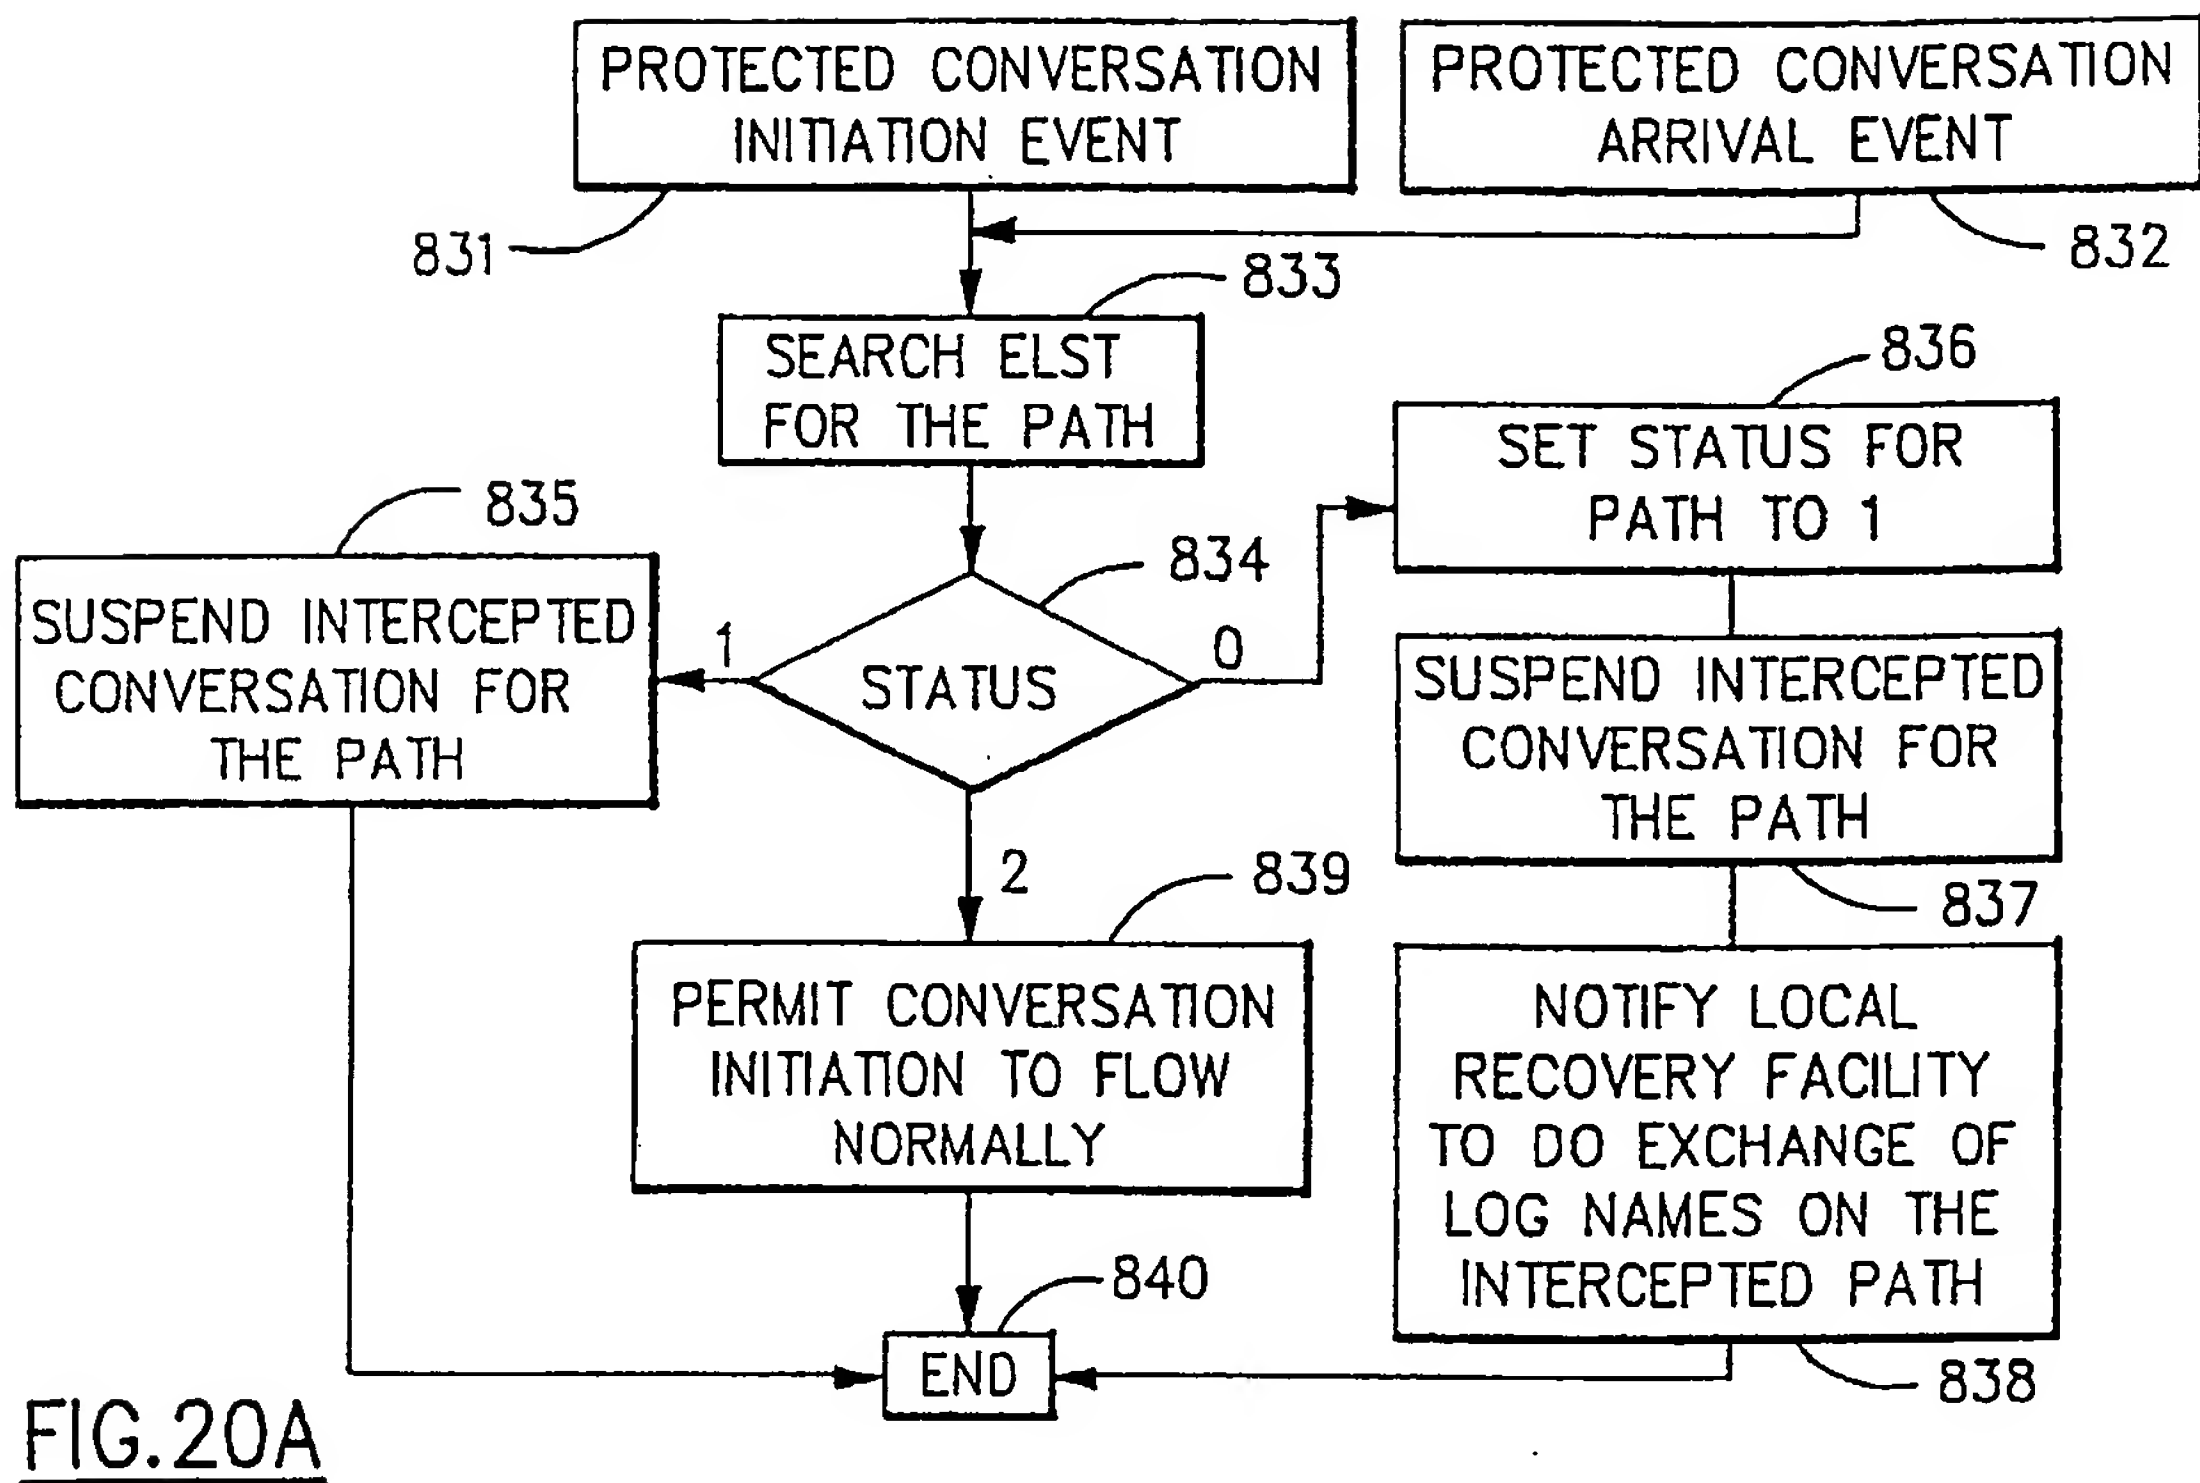 PROTECTED CONVERSATION
INITIATION EVENT
PROTECTED CONVERSATION
ARRIVAL EVENT
831
832
833
SEARCH ELST
FOR THE PATH
836
SET STATUS FOR
PATH TO 1
835
SUSPEND INTERCEPTED
CONVERSATION FOR
THE PATH
834
1
STATUS
0
2
SUSPEND INTERCEPTED
CONVERSATION FOR
THE PATH
837
839
PERMIT CONVERSATION
INITIATION TO FLOW
NORMALLY
NOTIFY LOCAL
RECOVERY FACILITY
TO DO EXCHANGE OF
LOG NAMES ON THE
INTERCEPTED PATH
838
840
END
FIG.20A